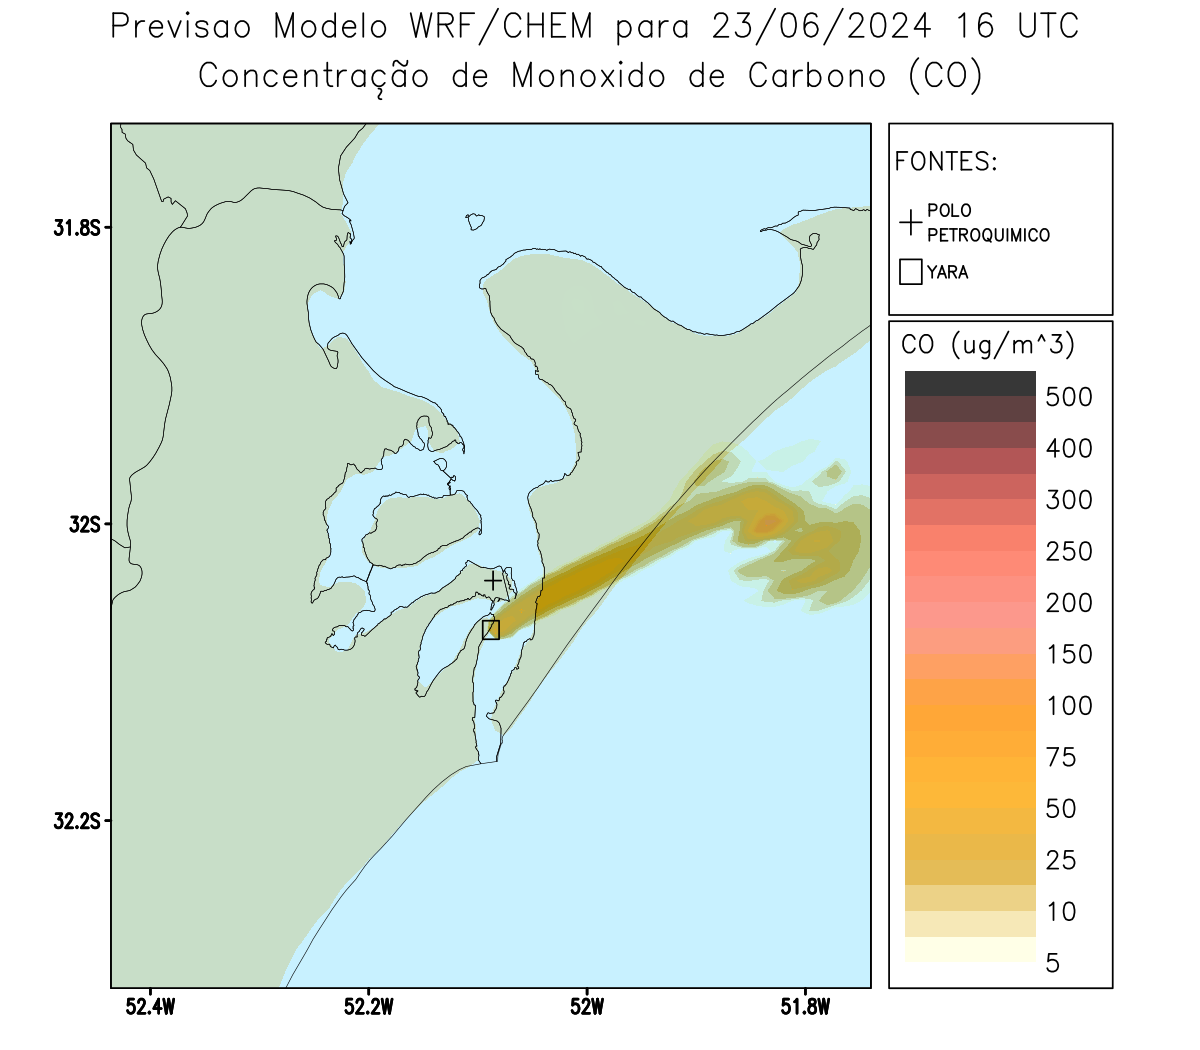 Previsao Modelo WRF/CHEM para 23/06/2024 16 UTC
Concentração de Monoxido de Carbono (CO)
FONTES:
POLO
PETROQUIMICO
YARA
CO (ug/m^3)
500
400
300
250
200
150
100
75
50
25
10
5
31.8S
32S
32.2S
52.4W
52.2W
52W
51.8W